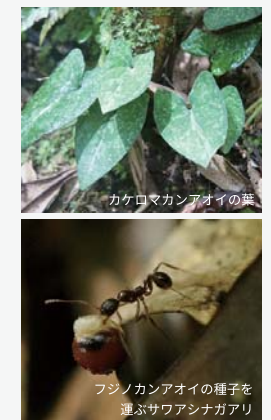 カケロマカンアオイの葉
フジノカンアオイの種子を
運ぶサワアシナガアリ